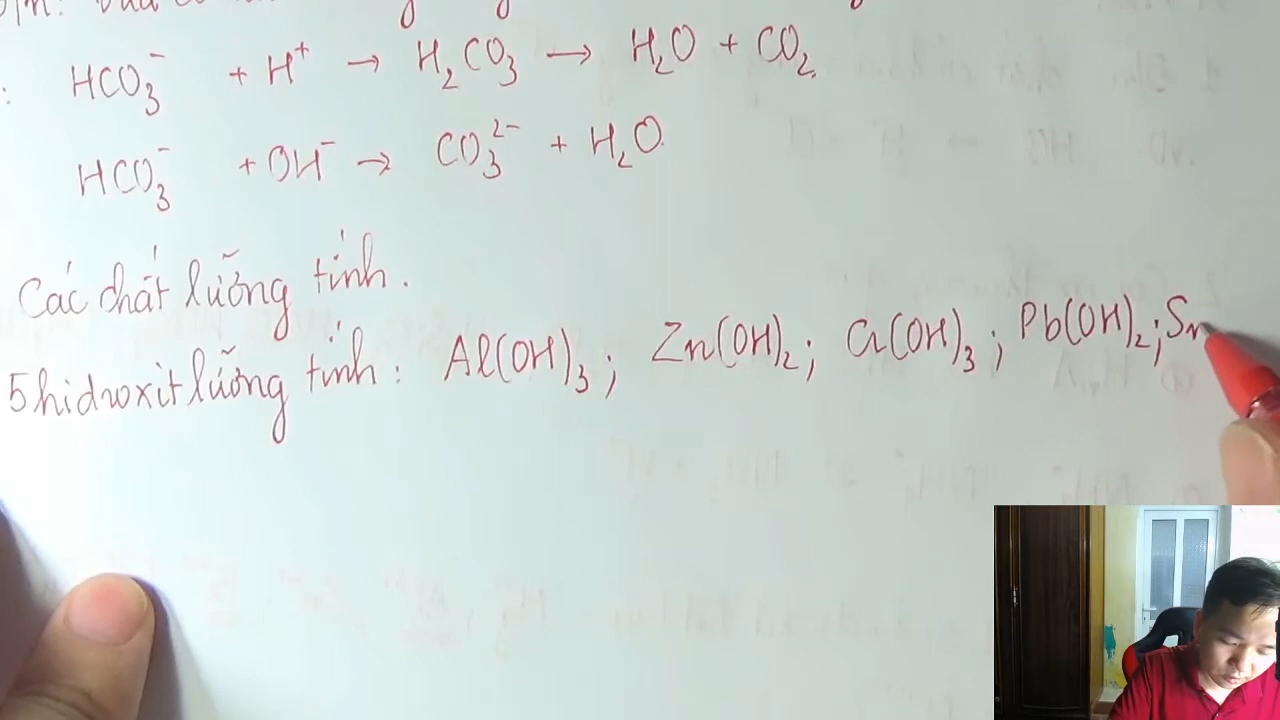 HCO₃⁻ + H⁺ → H₂CO₃ → H₂O + CO₂.
: HCO₃⁻ + OH⁻ → CO₃²⁻ + H₂O.
Các chất lưỡng tính.
5 hidroxit lưỡng tính: Al(OH)₃; Zn(OH)₂; Cr(OH)₃; Pb(OH)₂; Sn